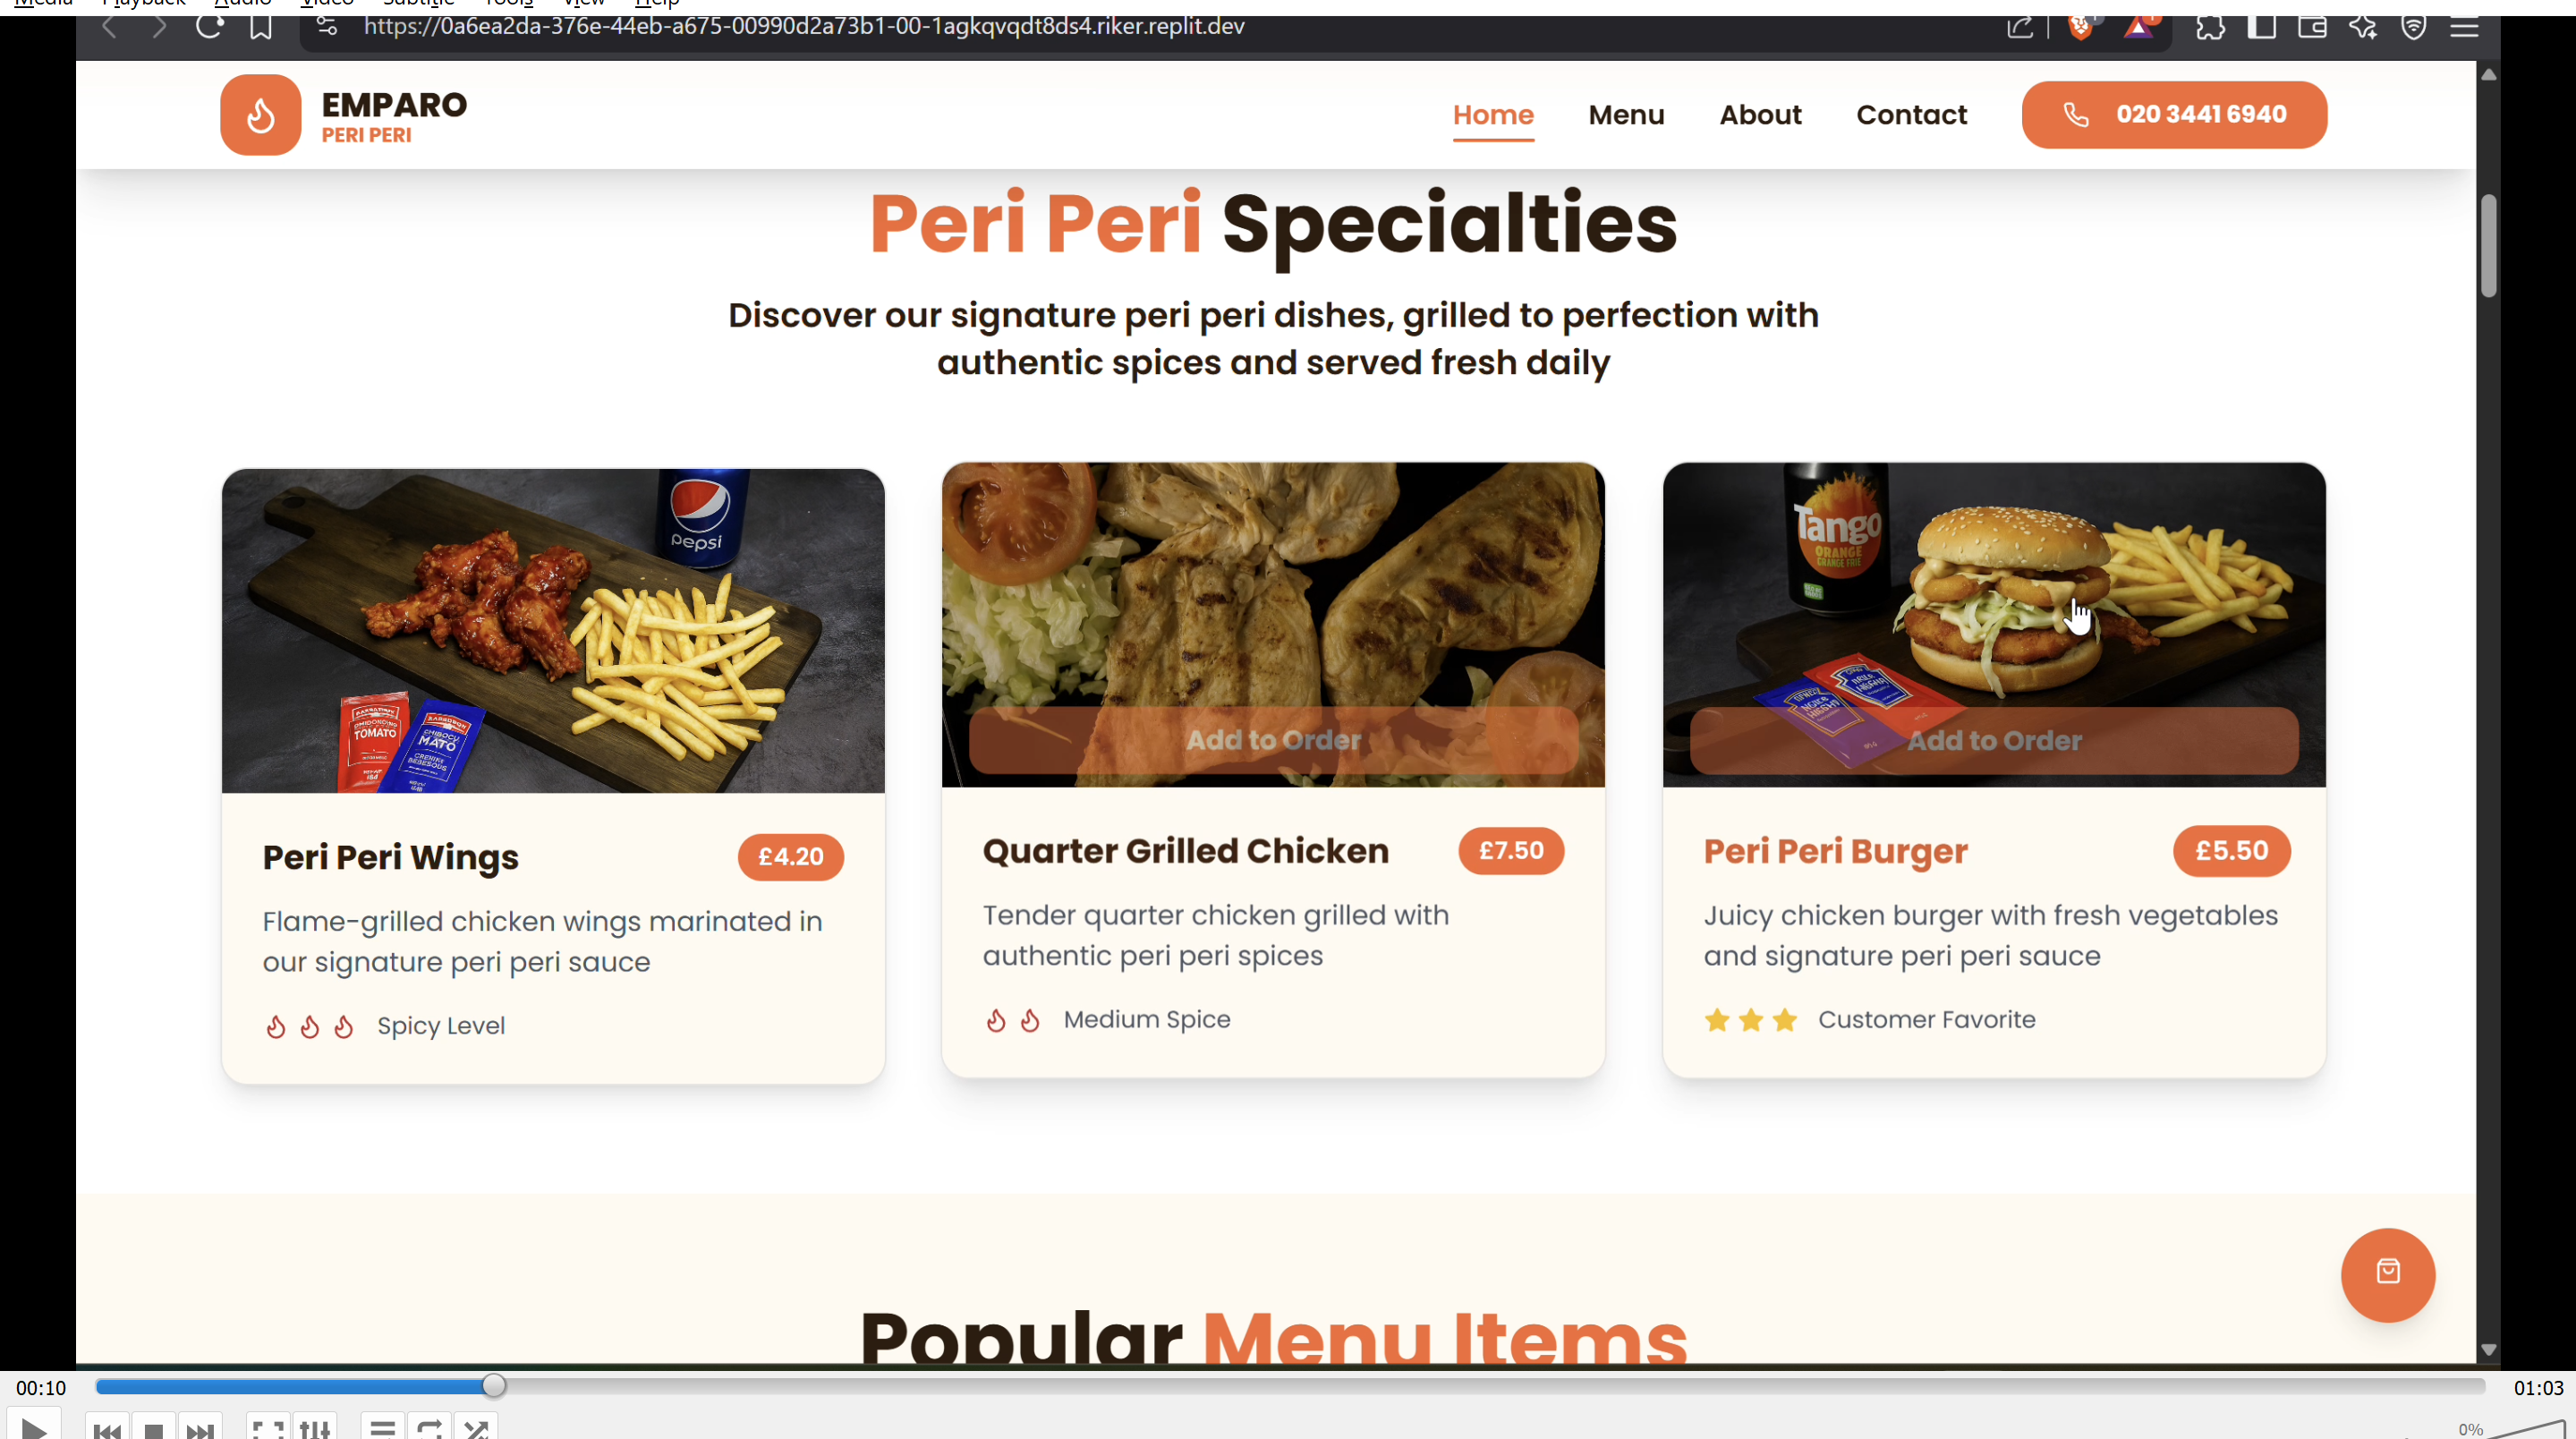 Media Playback Audio Video Subtitle Tools View Help
https://0a6ea2da-376e-44eb-a675-00990d2a73b1-00-1agkqvqdt8ds4.riker.replit.dev
EMPARO
PERI PERI
Home Menu About Contact 020 3441 6940
Peri Peri Specialties
Discover our signature peri peri dishes, grilled to perfection with
authentic spices and served fresh daily
pepsi
TOMATO
MATO
Tango
ORANGE
Add to Order
Add to Order
Peri Peri Wings £4.20
Flame-grilled chicken wings marinated in
our signature peri peri sauce
Spicy Level
Quarter Grilled Chicken £7.50
Tender quarter chicken grilled with
authentic peri peri spices
Medium Spice
Peri Peri Burger £5.50
Juicy chicken burger with fresh vegetables
and signature peri peri sauce
Customer Favorite
Popular Menu Items
00:10
01:03
0%